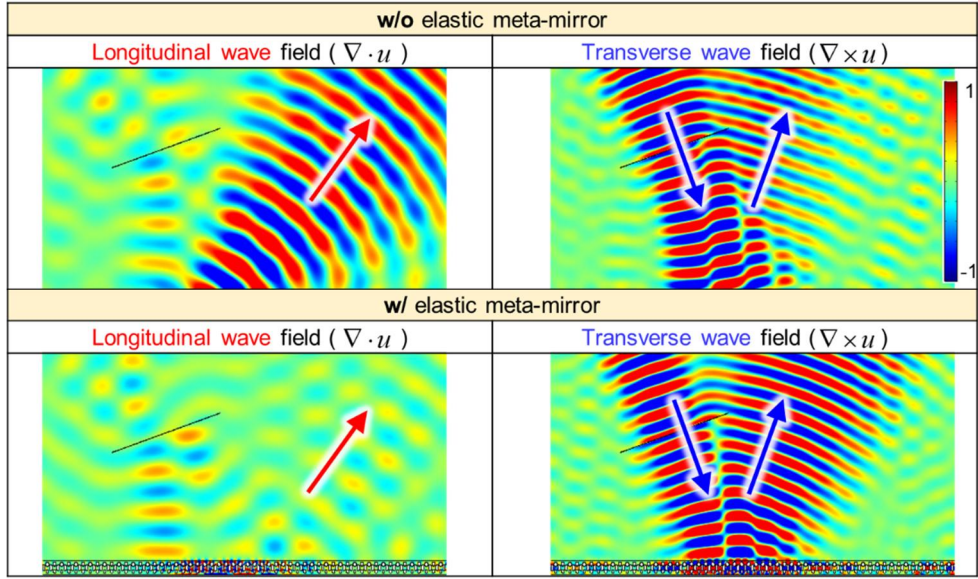 w/o elastic meta-mirror
Longitudinal wave field ( ∇ · u ) Transverse wave field ( ∇ × u )
1
-1
w/ elastic meta-mirror
Longitudinal wave field ( ∇ · u ) Transverse wave field ( ∇ × u )